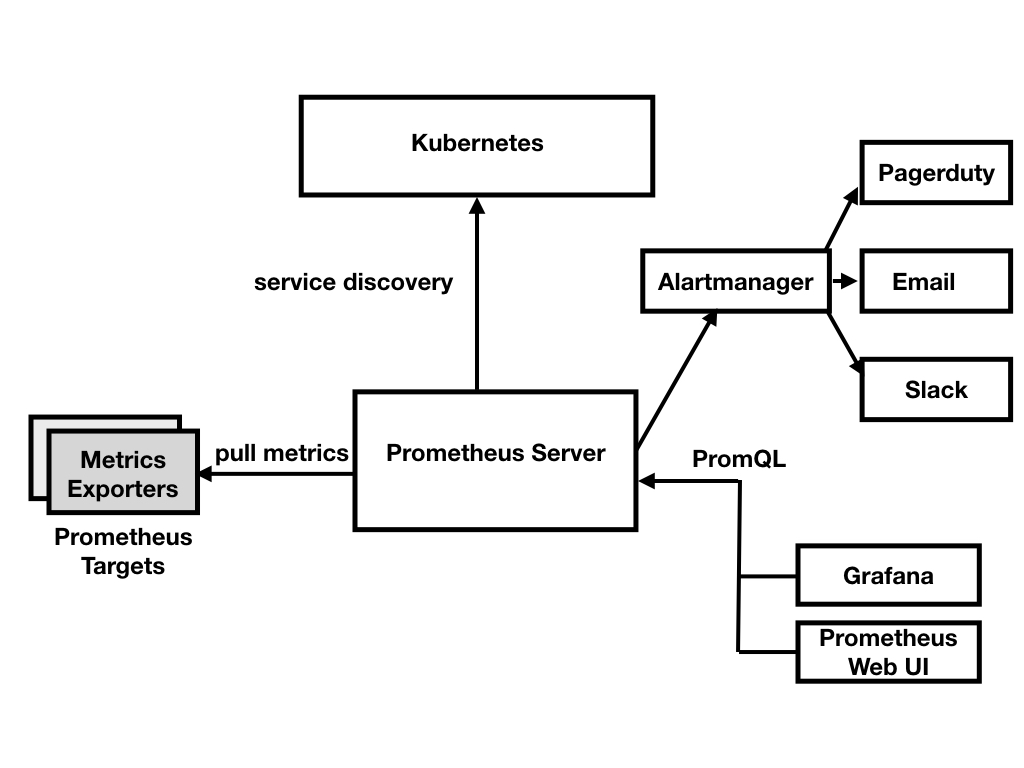 Kubernetes
Pagerduty
service discovery
Alartmanager
Email
Slack
Metrics
Exporters
pull metrics
Prometheus Server
PromQL
Prometheus
Targets
Grafana
Prometheus
Web UI